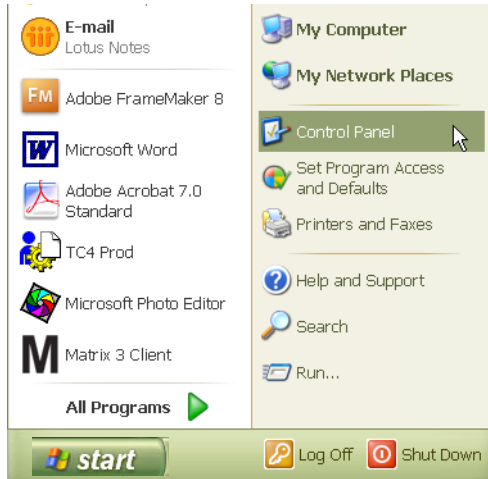 E-mail
Lotus Notes
FM Adobe FrameMaker 8
W Microsoft Word
Adobe Acrobat 7.0
Standard
TC4 Prod
Microsoft Photo Editor
M Matrix 3 Client
All Programs
My Computer
My Network Places
Control Panel
Set Program Access
and Defaults
Printers and Faxes
Help and Support
Search
Run...
start
Log Off
Shut Down